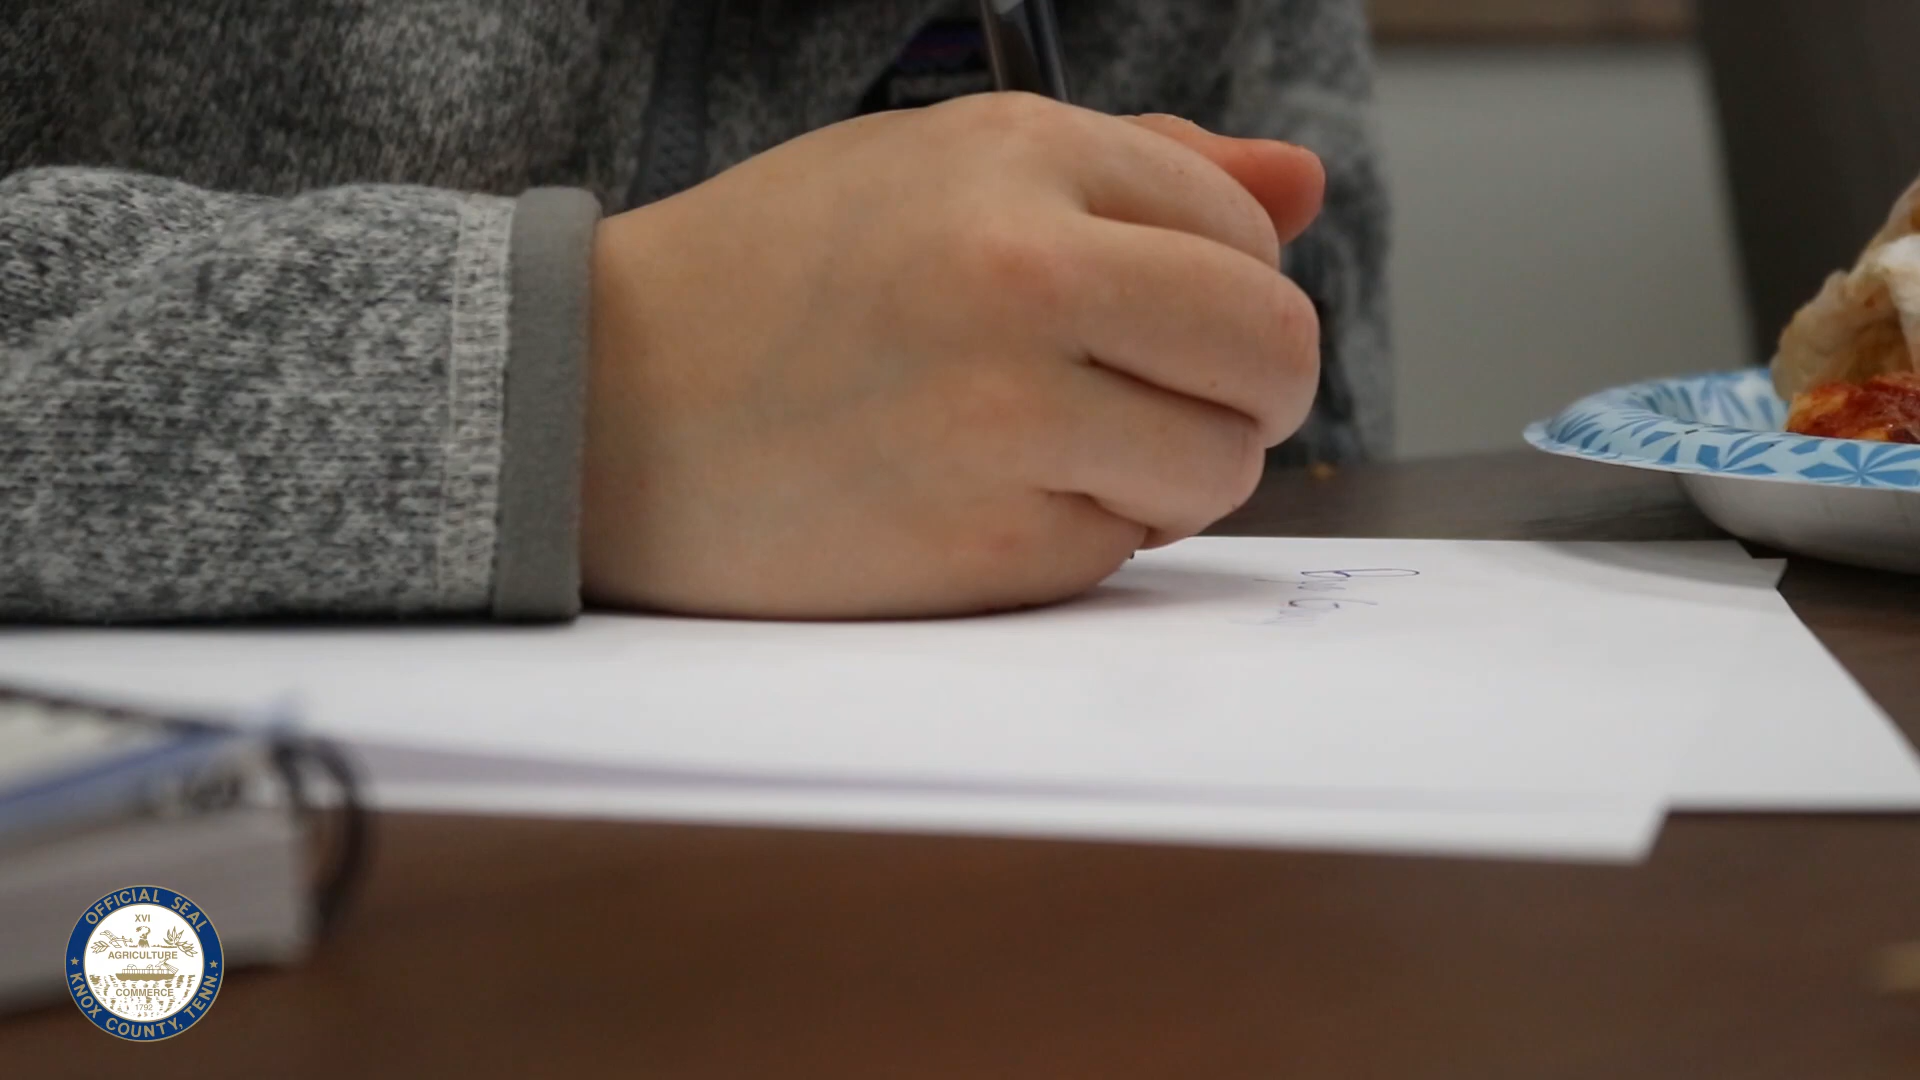 OFFICIAL SEAL
XVI
AGRICULTURE
COMMERCE
1792
KNOX COUNTY, TENN.